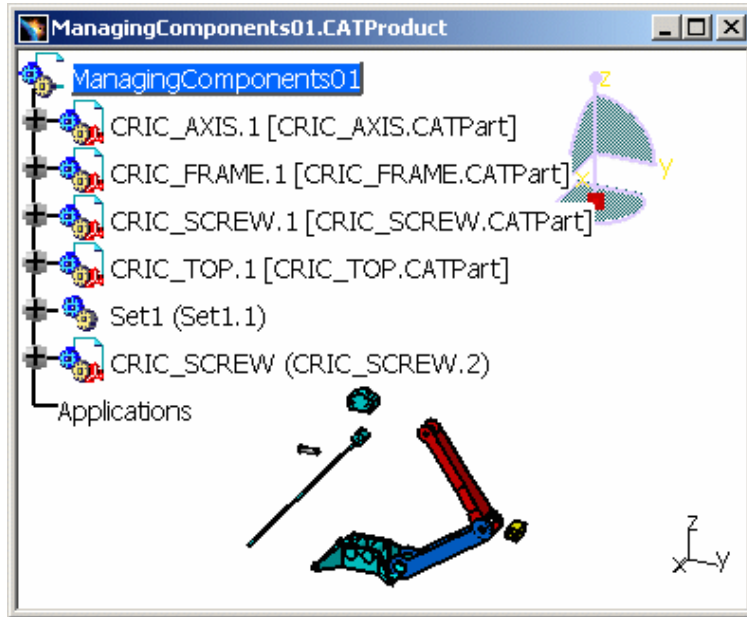 ManagingComponents01.CATProduct
ManagingComponents01
CRIC_AXIS.1 [CRIC_AXIS.CATPart]
CRIC_FRAME.1 [CRIC_FRAME.CATPart]
CRIC_SCREW.1 [CRIC_SCREW.CATPart]
CRIC_TOP.1 [CRIC_TOP.CATPart]
Set1 (Set1.1)
CRIC_SCREW (CRIC_SCREW.2)
Applications
z
y
x
z
x
y